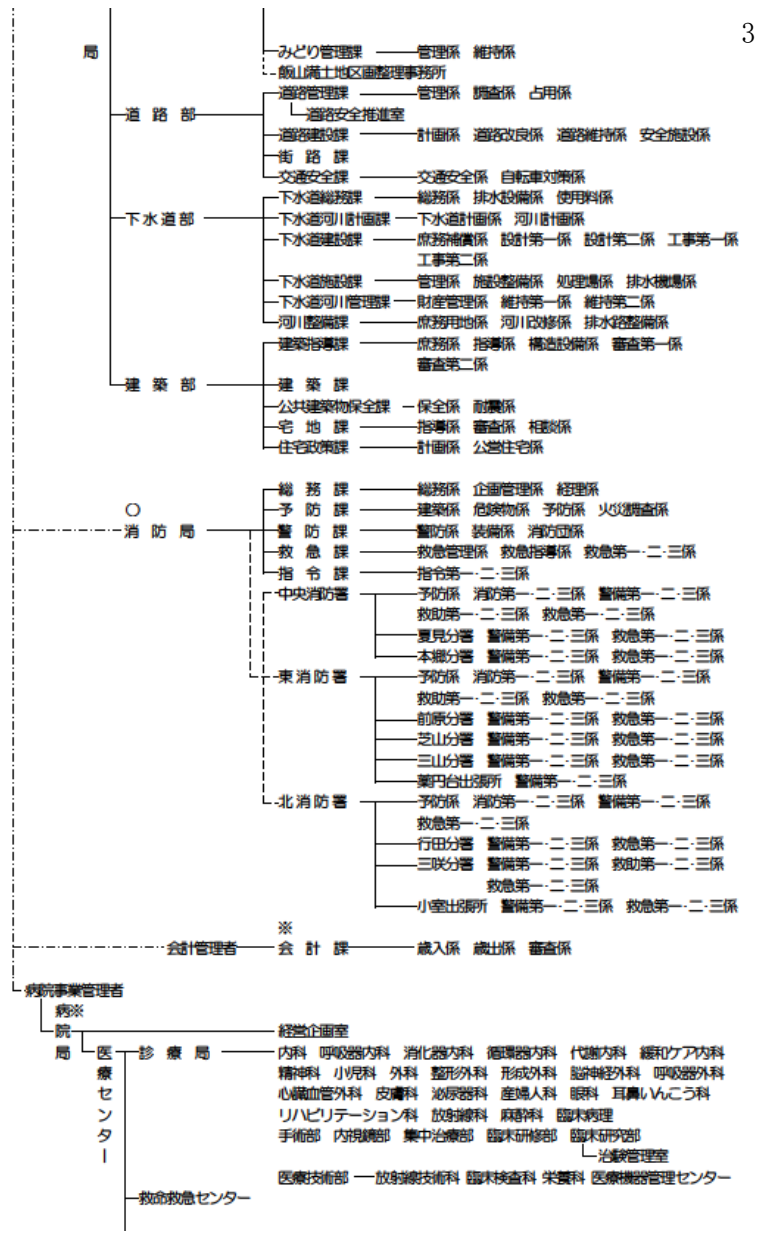 3
局 みどり管理課 管理係 維持係
飯山満土地区画整理事務所
道路管理課 管理係 調査係 占用係
道路部 道路安全推進室
道路建設課 計画係 道路改良係 道路維持係 安全施設係
街路課
交通安全課 交通安全係 自転車対策係
下水道総務課 総務係 排水設備係 使用料係
下水道部 下水道河川計画課 下水道計画係 河川計画係
下水道建設課 庶務補償係 設計第一係 設計第二係 工事第一係
工事第二係
下水道施設課 管理係 施設整備係 処理場係 排水機場係
下水道河川管理課 財産管理係 維持第一係 維持第二係
河川整備課 庶務用地係 河川改修係 排水路整備係
建築指導課 庶務係 指導係 構造設備係 審査第一係
審査第二係
建築部 建築課
公共建築物保全課 保全係 耐震係
宅地課 指導係 審査係 相談係
住宅政策課 計画係 公営住宅係
総務課 総務係 企画管理係 経理係
○ 予防課 建築係 危険物係 予防係 火災調査係
消防局 警防課 警防係 装備係 消防団係
救急課 救急管理係 救急指導係 救急第一・二・三係
指令課 指令第一・二・三係
中央消防署 予防係 消防第一・二・三係 警備第一・二・三係
救助第一・二・三係 救急第一・二・三係
夏見分署 警備第一・二・三係 救急第一・二・三係
本郷分署 警備第一・二・三係 救急第一・二・三係
東消防署 予防係 消防第一・二・三係 警備第一・二・三係
救助第一・二・三係 救急第一・二・三係
前原分署 警備第一・二・三係 救急第一・二・三係
芝山分署 警備第一・二・三係 救急第一・二・三係
三山分署 警備第一・二・三係 救急第一・二・三係
薬円台出張所 警備第一・二・三係
北消防署 予防係 消防第一・二・三係 警備第一・二・三係
救急第一・二・三係
行田分署 警備第一・二・三係 救急第一・二・三係
三咲分署 警備第一・二・三係 救助第一・二・三係
救急第一・二・三係
小室出張所 警備第一・二・三係 救急第一・二・三係
※
会計管理者 会計課 歳入係 歳出係 審査係
病院事業管理者
病※
院 経営企画室
局 医 診療局 内科 呼吸器内科 消化器内科 循環器内科 代謝内科 緩和ケア内科
療 精神科 小児科 外科 整形外科 形成外科 脳神経外科 呼吸器外科
セ 心臓血管外科 皮膚科 泌尿器科 産婦人科 眼科 耳鼻いんこう科
ン リハビリテーション科 放射線科 麻酔科 臨床病理
タ 手術部 内視鏡部 集中治療部 臨床研修部 臨床研究部
ー 治験管理室
医療技術部 放射線技術科 臨床検査科 栄養科 医療機器管理センター
救命救急センター